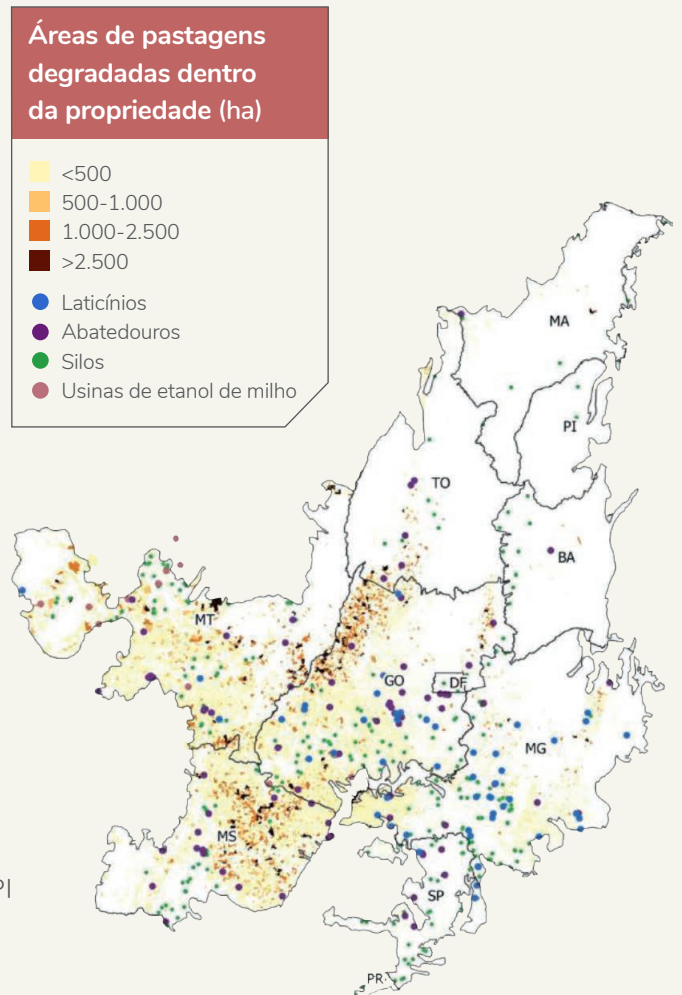 Áreas de pastagens
degradadas dentro
da propriedade (ha)
<500
500-1.000
1.000-2.500
>2.500
Laticínios
Abatedouros
Silos
Usinas de etanol de milho
MA
PI
TO
BA
MT
GO
DF
MG
MS
SP
PR
PI